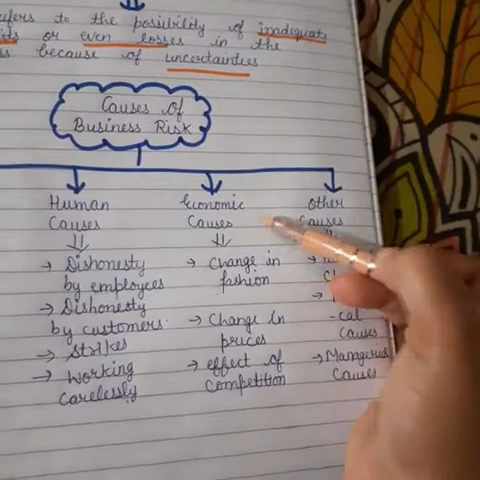 refers to the possibility of inadequate
or even losses in the
because of uncertainties
Causes of
Business Risk
Human
Causes
→ Dishonesty
by employees
→ Dishonesty
by customers.
→ Strikes
→ Working
Carelessly
Economic
Causes
→ Change in
fashion
→ Change in
prices
→ effect of
competition
Other
Causes
-cal
Causes
→ Mangerial
Causes